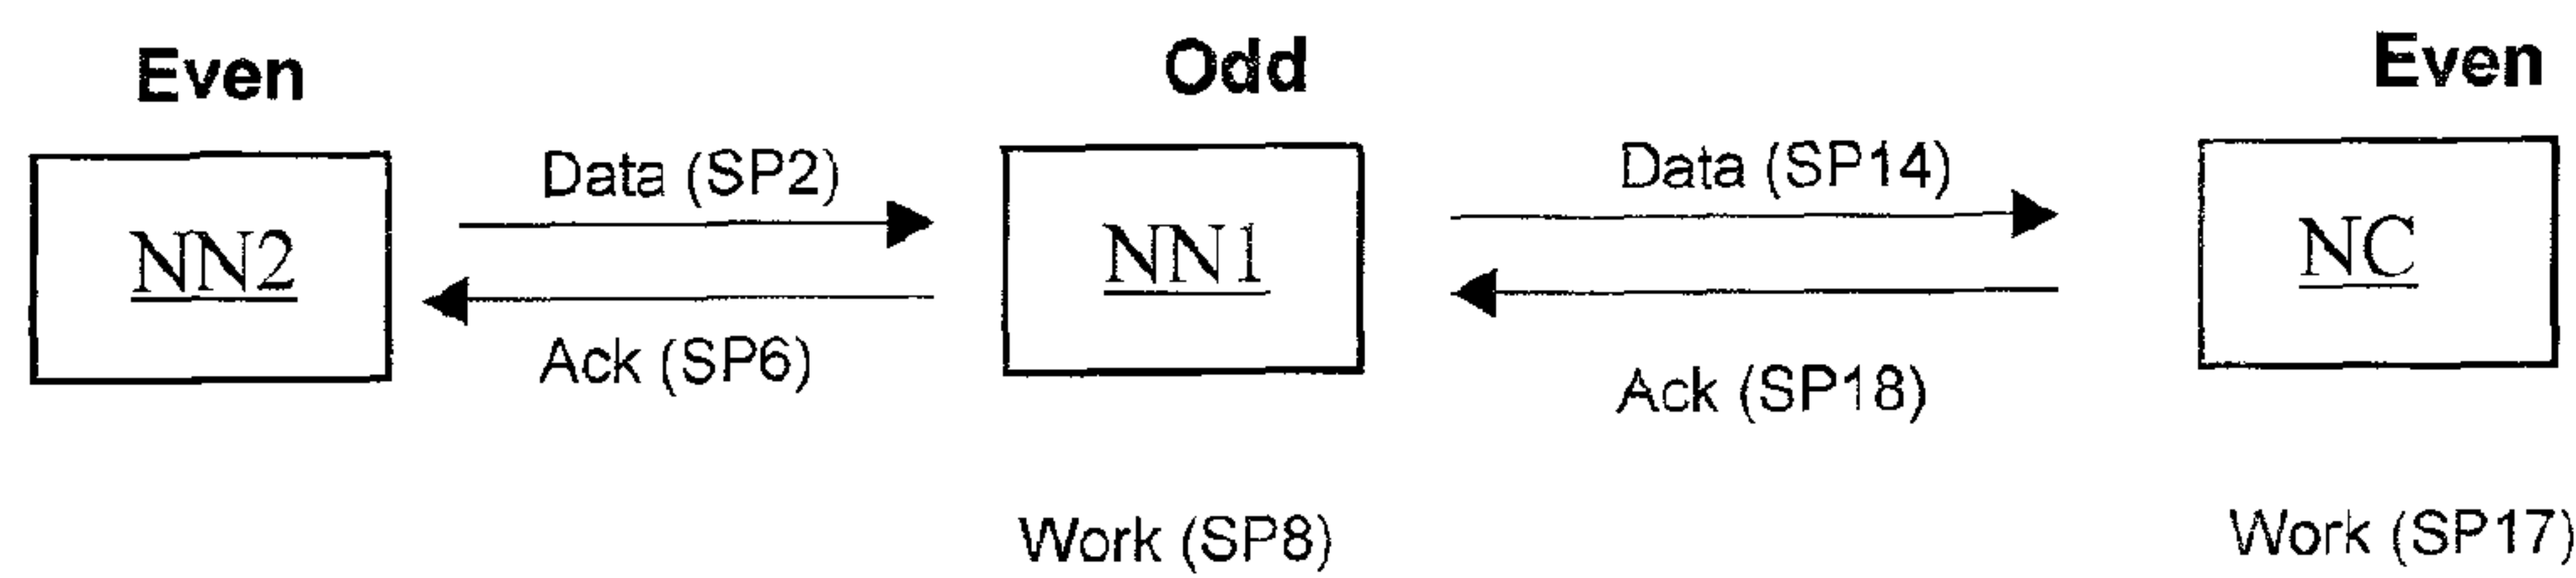 Even
Odd
Even
Data (SP2)
Data (SP14)
NN2
NN1
NC
Ack (SP6)
Ack (SP18)
Work (SP8)
Work (SP17)